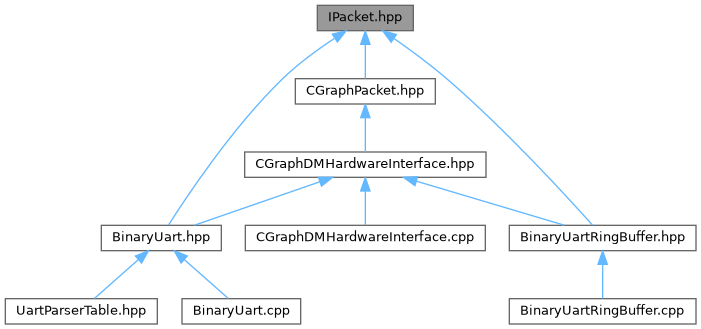 IPacket.hpp
CGraphPacket.hpp
CGraphDMHardwareInterface.hpp
BinaryUart.hpp
CGraphDMHardwareInterface.cpp
BinaryUartRingBuffer.hpp
UartParserTable.hpp
BinaryUart.cpp
BinaryUartRingBuffer.cpp